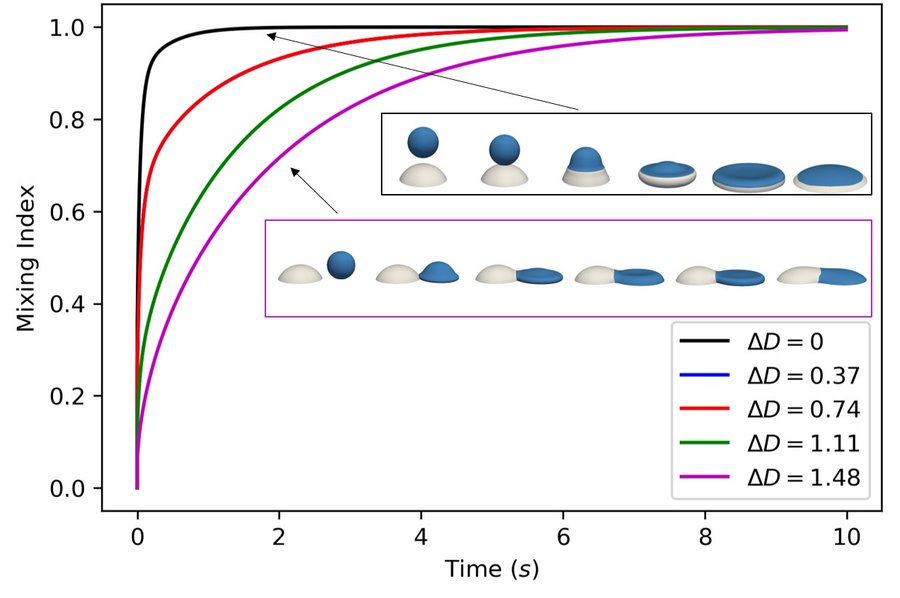 1.0
0.8
0.6
0.4
0.2
0.0
Mixing Index
ΔD = 0
ΔD = 0.37
ΔD = 0.74
ΔD = 1.11
ΔD = 1.48
0 2 4 6 8 10
Time (s)